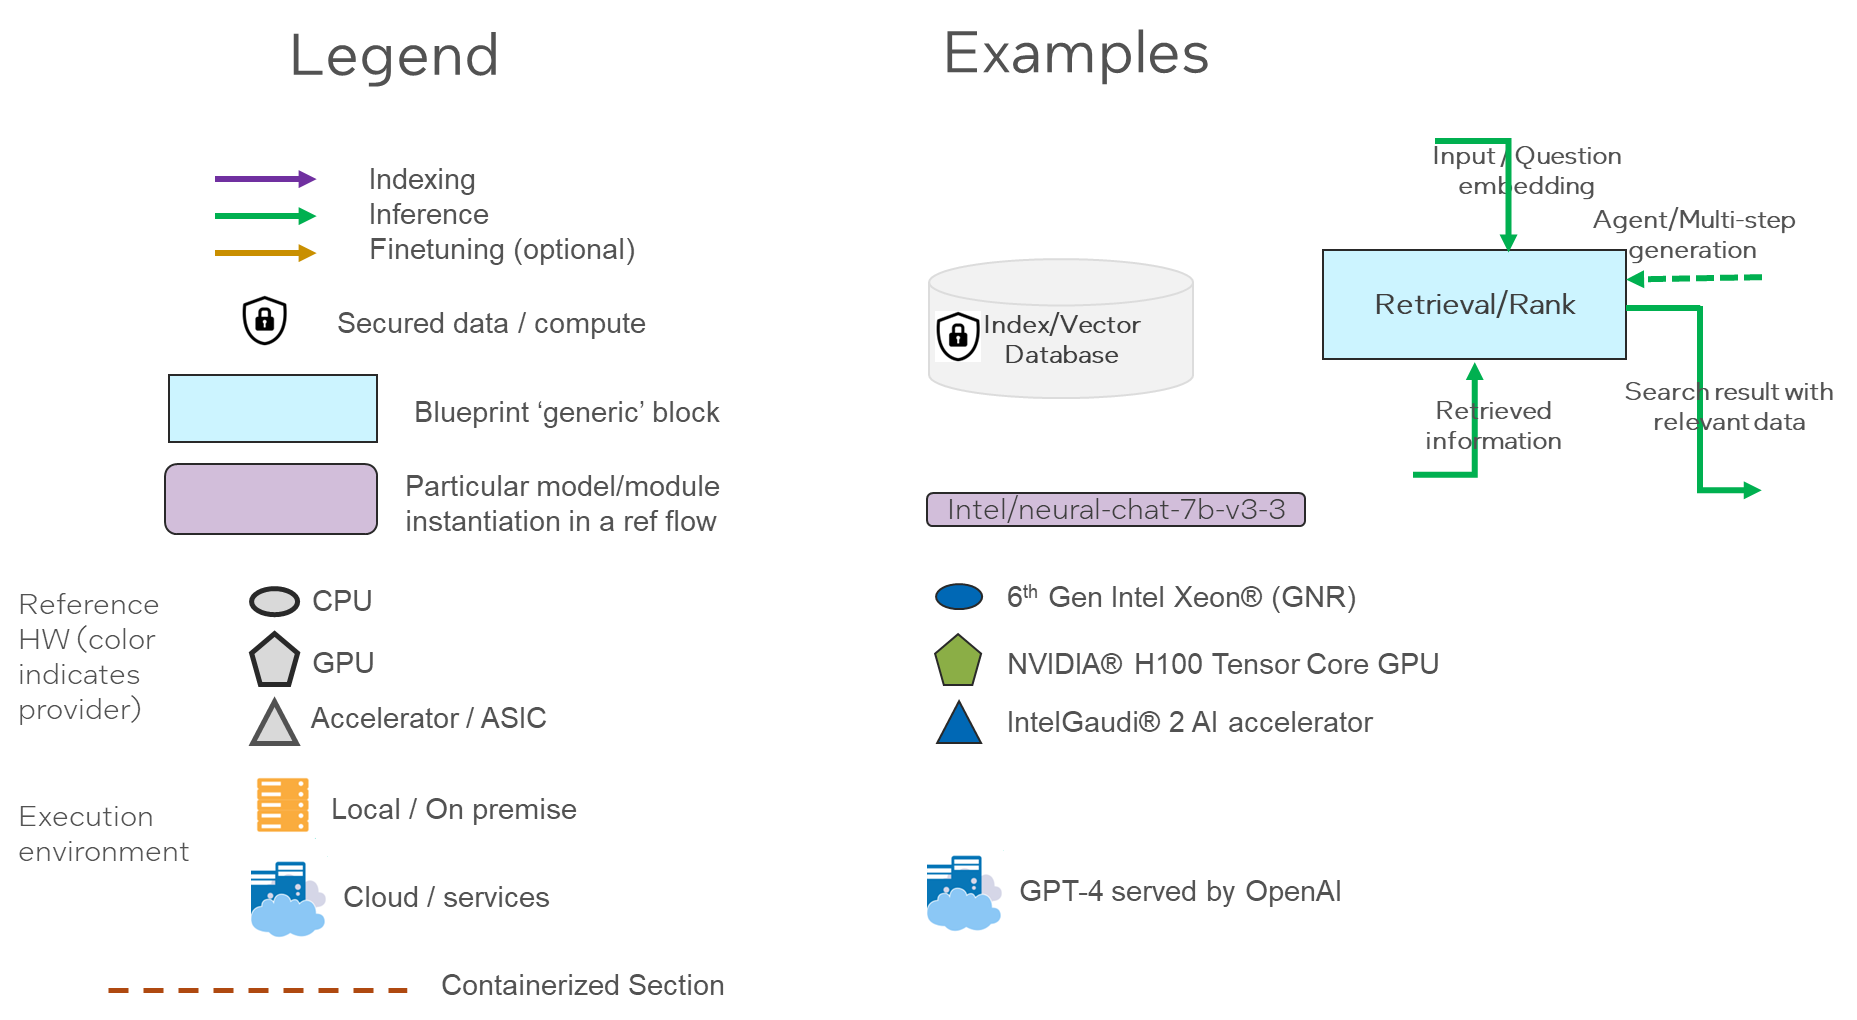 Legend
Indexing
Inference
Finetuning (optional)
Secured data / compute
Blueprint ‘generic’ block
Particular model/module
instantiation in a ref flow
Reference
HW (color
indicates
provider)
CPU
GPU
Accelerator / ASIC
Execution
environment
Local / On premise
Cloud / services
Containerized Section
Examples
Input / Question
embedding
Agent/Multi-step
generation
Index/Vector
Database
Retrieval/Rank
Retrieved
information
Search result with
relevant data
Intel/neural-chat-7b-v3-3
6th Gen Intel Xeon® (GNR)
NVIDIA® H100 Tensor Core GPU
IntelGaudi® 2 AI accelerator
GPT-4 served by OpenAI